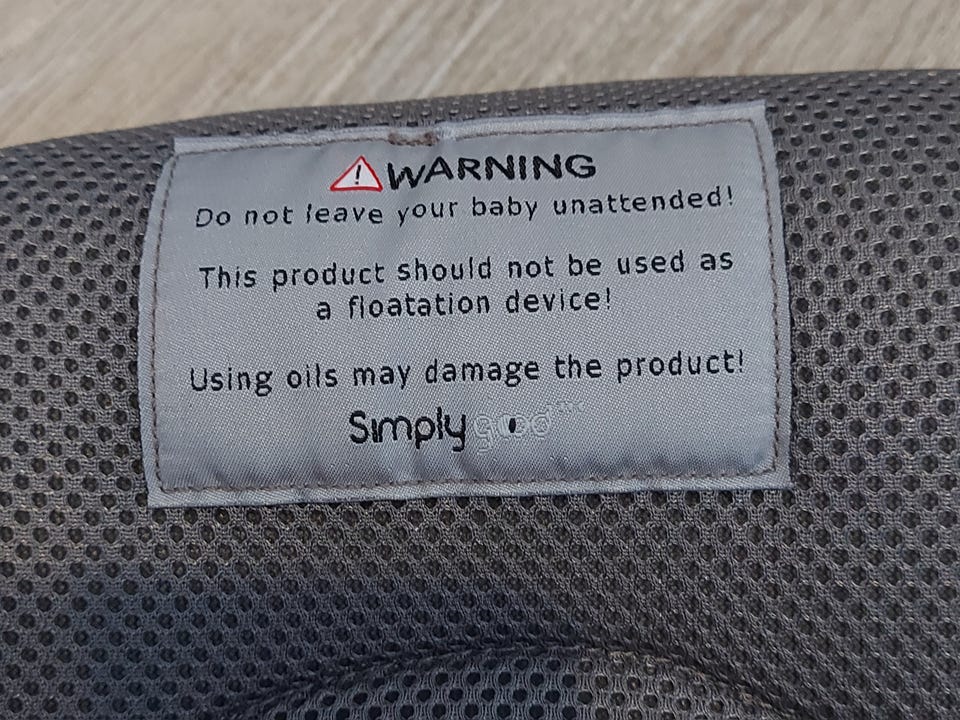 WARNING
Do not leave your baby unattended!
This product should not be used as
a floatation device!
Using oils may damage the product!
Simplygood